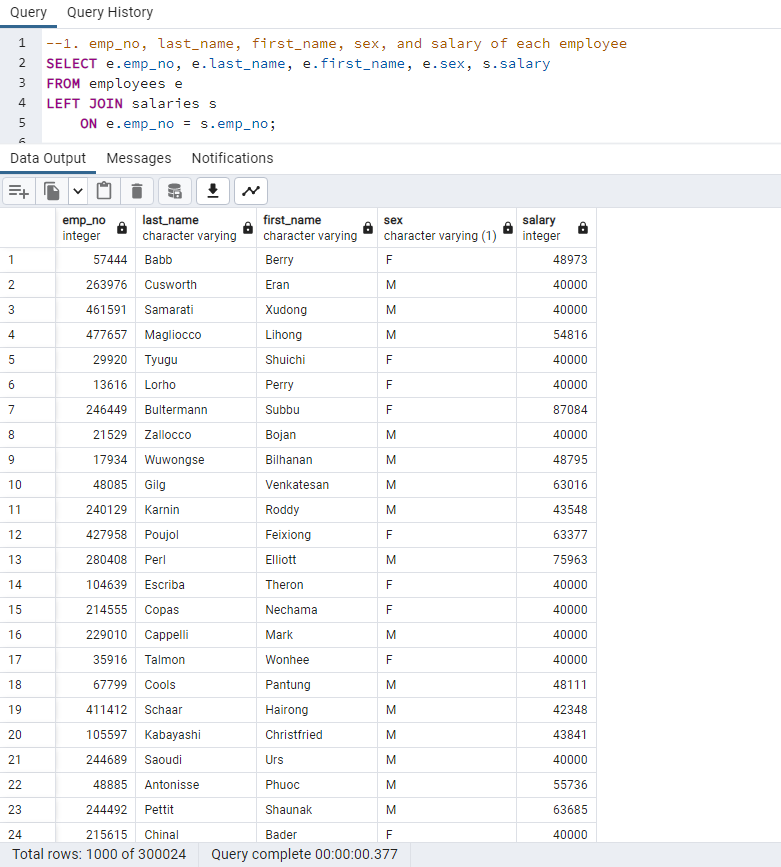 Query Query History
1 --1. emp_no, last_name, first_name, sex, and salary of each employee
2 SELECT e.emp_no, e.last_name, e.first_name, e.sex, s.salary
3 FROM employees e
4 LEFT JOIN salaries s
5 ON e.emp_no = s.emp_no;
6
Data Output Messages Notifications
emp_no last_name first_name sex salary
integer character varying character varying character varying (1) integer
1 57444 Babb Berry F 48973
2 263976 Cusworth Eran M 40000
3 461591 Samarati Xudong M 40000
4 477657 Magliocco Lihong M 54816
5 29920 Tyugu Shuichi F 40000
6 13616 Lorho Perry F 40000
7 246449 Bultermann Subbu F 87084
8 21529 Zallocco Bojan M 40000
9 17934 Wuwongse Bilhanan M 48795
10 48085 Gilg Venkatesan M 63016
11 240129 Karnin Roddy M 43548
12 427958 Poujol Feixiong F 63377
13 280408 Perl Elliott M 75963
14 104639 Escriba Theron F 40000
15 214555 Copas Nechama F 40000
16 229010 Cappelli Mark M 40000
17 35916 Talmon Wonhee F 40000
18 67799 Cools Pantung M 48111
19 411412 Schaar Hairong M 42348
20 105597 Kabayashi Christfried M 43841
21 244689 Saoudi Urs M 40000
22 48885 Antonisse Phuoc M 55736
23 244492 Pettit Shaunak M 63685
24 215615 Chinal Bader F 40000
Total rows: 1000 of 300024 Query complete 00:00:00.377